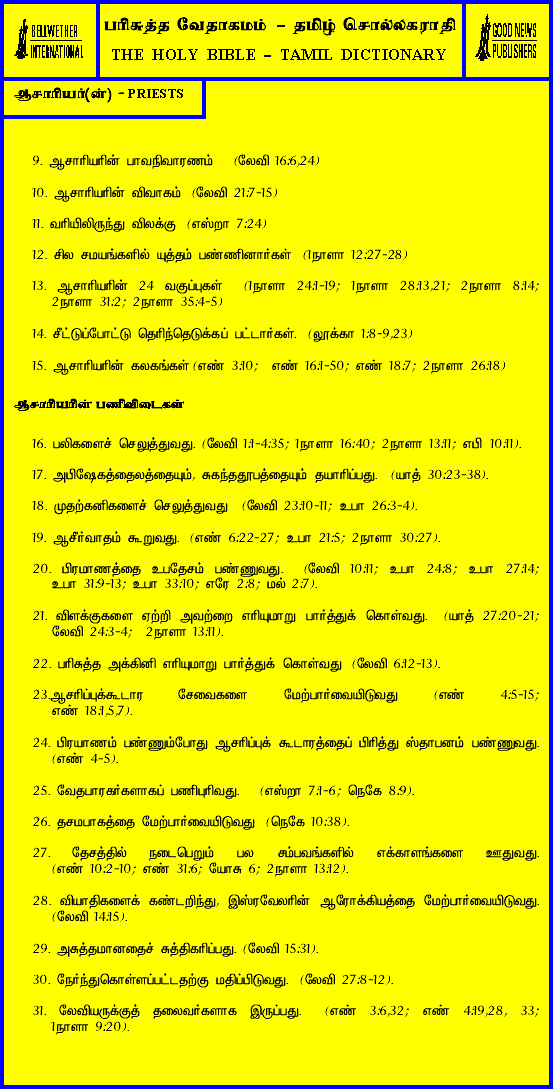 BELLWETHER
INTERNATIONAL
பரிசுத்த வேதாகமம் – தமிழ் சொல்லகராதி
THE HOLY BIBLE – TAMIL DICTIONARY
GOOD NEWS
PUBLISHERS
ஆசாரியர்(ன்) – PRIESTS
9. ஆசாரியரின் பாவநிவாரணம் (லேவி 16:6,24)
10. ஆசாரியரின் விவாகம் (லேவி 21:7-15)
11. வரியிலிருந்து விலக்கு (எஸ்றா 7:24)
12. சில சமயங்களில் யுத்தம் பண்ணினார்கள் (1நாளா 12:27-28)
13. ஆசாரியரின் 24 வகுப்புகள் (1நாளா 24:1-19; 1நாளா 28:13,21; 2நாளா 8:14;
2நாளா 31:2; 2நாளா 35:4-5)
14. சீட்டுப்போட்டு தெரிந்தெடுக்கப் பட்டார்கள். (லூக்கா 1:8-9,23)
15. ஆசாரியரின் கலகங்கள் (எண் 3:10; எண் 16:1-50; எண் 18:7; 2நாளா 26:18)
ஆசாரியரின் பணிவிடைகள்
16. பலிகளைச் செலுத்துவது. (லேவி 1:1-4:35; 1நாளா 16:40; 2நாளா 13:11; எபி 10:11).
17. அபிஷேகத்தைலத்தையும், சுகந்ததூபத்தையும் தயாரிப்பது. (யாத் 30:23-38).
18. முதற்கனிகளைச் செலுத்துவது (லேவி 23:10-11; உபா 26:3-4).
19. ஆசீர்வாதம் கூறுவது. (எண் 6:22-27; உபா 21:5; 2நாளா 30:27).
20. பிரமாணத்தை உபதேசம் பண்ணுவது. (லேவி 10:11; உபா 24:8; உபா 27:14;
உபா 31:9-13; உபா 33:10; எரே 2:8; மல் 2:7).
21. விளக்குகளை ஏற்றி அவற்றை எரியுமாறு பார்த்துக் கொள்வது. (யாத் 27:20-21;
லேவி 24:3-4; 2நாளா 13:11).
22. பரிசுத்த அக்கினி எரியுமாறு பார்த்துக் கொள்வது (லேவி 6:12-13).
23.ஆசரிப்புக்கூடார சேவைகளை மேற்பார்வையிடுவது (எண் 4:5-15;
எண் 18:1,5,7).
24. பிரயாணம் பண்ணும்போது ஆசரிப்புக் கூடாரத்தைப் பிரித்து ஸ்தாபனம் பண்ணுவது.
(எண் 4-5).
25. வேதபாரகர்களாகப் பணிபுரிவது. (எஸ்றா 7:1-6; நெகே 8:9).
26. தசமபாகத்தை மேற்பார்வையிடுவது (நெகே 10:38).
27. தேசத்தில் நடைபெறும் பல சம்பவங்களில் எக்காளங்களை ஊதுவது.
(எண் 10:2-10; எண் 31:6; யோசு 6; 2நாளா 13:12).
28. வியாதிகளைக் கண்டறிந்து, இஸ்ரவேலரின் ஆரோக்கியத்தை மேற்பார்வையிடுவது.
(லேவி 14:15).
29. அசுத்தமானதைச் சுத்திகரிப்பது. (லேவி 15:31).
30. நேர்ந்துகொள்ளப்பட்டதற்கு மதிப்பிடுவது. (லேவி 27:8-12).
31. லேவியருக்குத் தலைவர்களாக இருப்பது. (எண் 3:6,32; எண் 4:19,28, 33;
1நாளா 9:20).